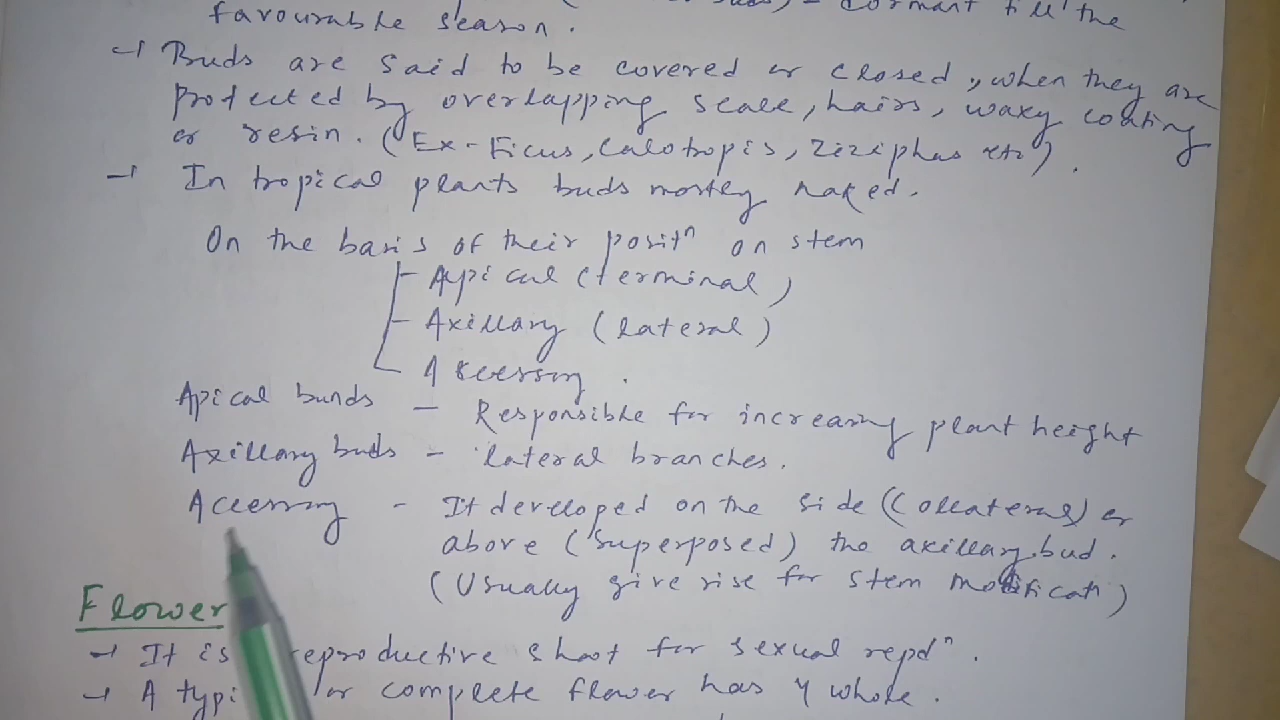 favourable season. dormant till the
→ Buds are said to be covered or closed, when they are
protected by overlapping scale, hairs, waxy coating
or resin. (Ex - Ficus, Calotropis, Ziziphus etc).
→ In tropical plants buds mostly naked.
On the basis of their positn on stem
Apical (terminal)
Axillary (lateral)
Accessory.
Apical bunds - Responsible for increasing plant height
Axillary buds - lateral branches.
Accessory - It developed on the side (Collateral) or
above (Superposed) the axillary bud.
(Usually give rise for stem modificatn)
Flower
→ It is reproductive shoot for sexual repdn.
→ A typi or complete flower has 4 whole.